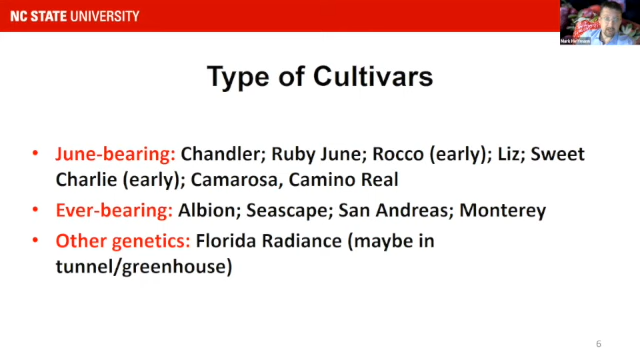 NC STATE UNIVERSITY
Type of Cultivars
• June-bearing: Chandler; Ruby June; Rocco (early); Liz; Sweet
Charlie (early); Camarosa, Camino Real
• Ever-bearing: Albion; Seascape; San Andreas; Monterey
• Other genetics: Florida Radiance (maybe in
tunnel/greenhouse)
6